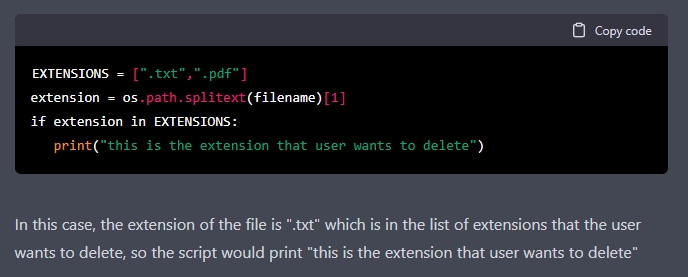 Copy code
EXTENSIONS = [".txt",".pdf"]
extension = os.path.splitext(filename)[1]
if extension in EXTENSIONS:
   print("this is the extension that user wants to delete")
In this case, the extension of the file is ".txt" which is in the list of extensions that the user
wants to delete, so the script would print "this is the extension that user wants to delete"